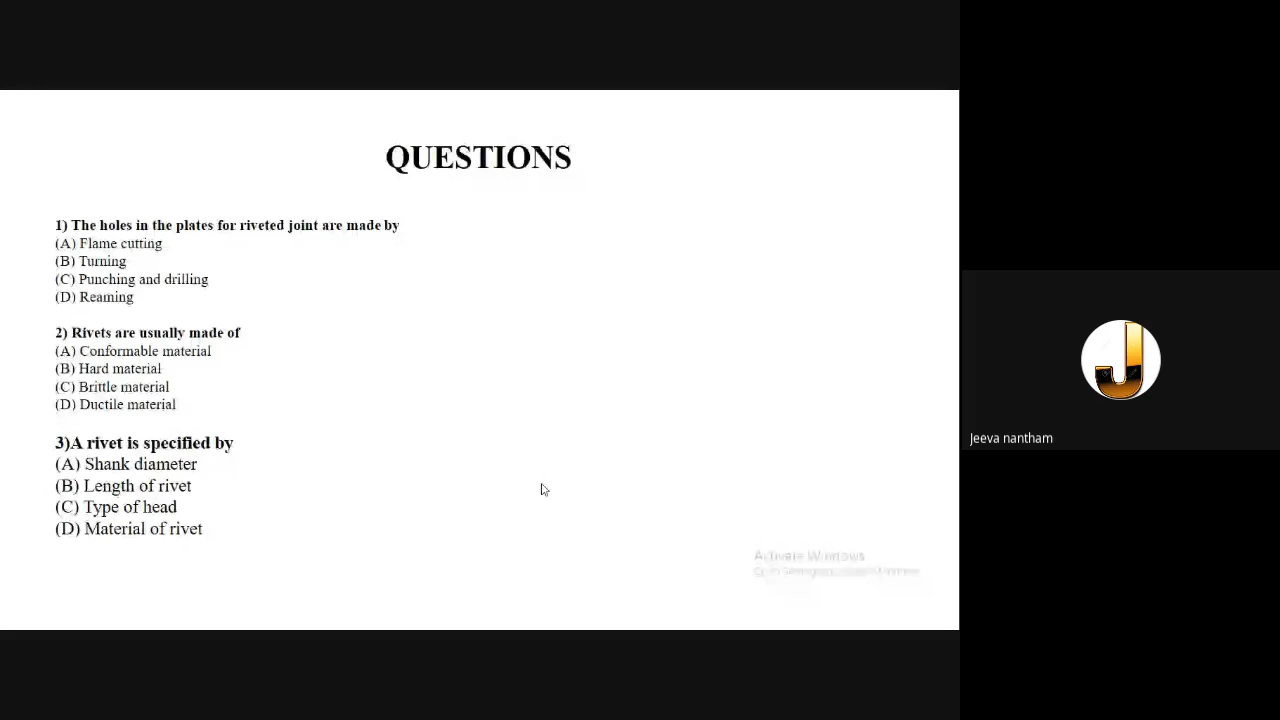 QUESTIONS
1) The holes in the plates for riveted joint are made by
(A) Flame cutting
(B) Turning
(C) Punching and drilling
(D) Reaming
2) Rivets are usually made of
(A) Conformable material
(B) Hard material
(C) Brittle material
(D) Ductile material
3)A rivet is specified by
(A) Shank diameter
(B) Length of rivet
(C) Type of head
(D) Material of rivet
Activate Windows
J
Jeeva nantham